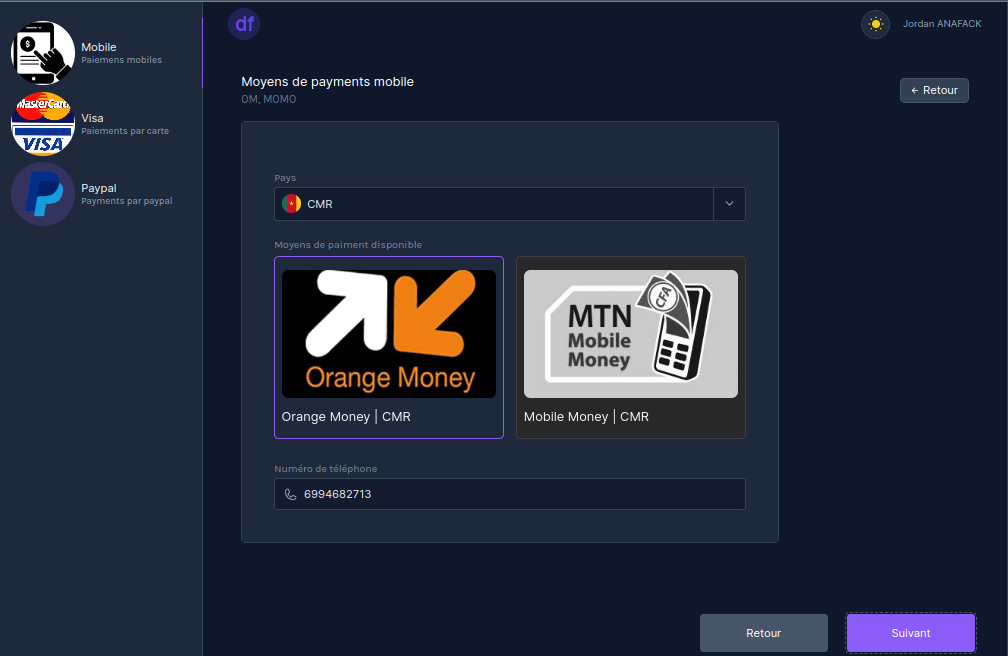 df
Jordan ANAFACK
$
Mobile
Paiemens mobiles
MasterCard
VISA
Visa
Paiements par carte
Paypal
Payments par paypal
Moyens de payments mobile
OM, MOMO
← Retour
Pays
CMR
Moyens de paiment disponible
Orange Money
Orange Money | CMR
MTN
Mobile
Money
CFA
Mobile Money | CMR
Numéro de téléphone
6994682713
Retour
Suivant